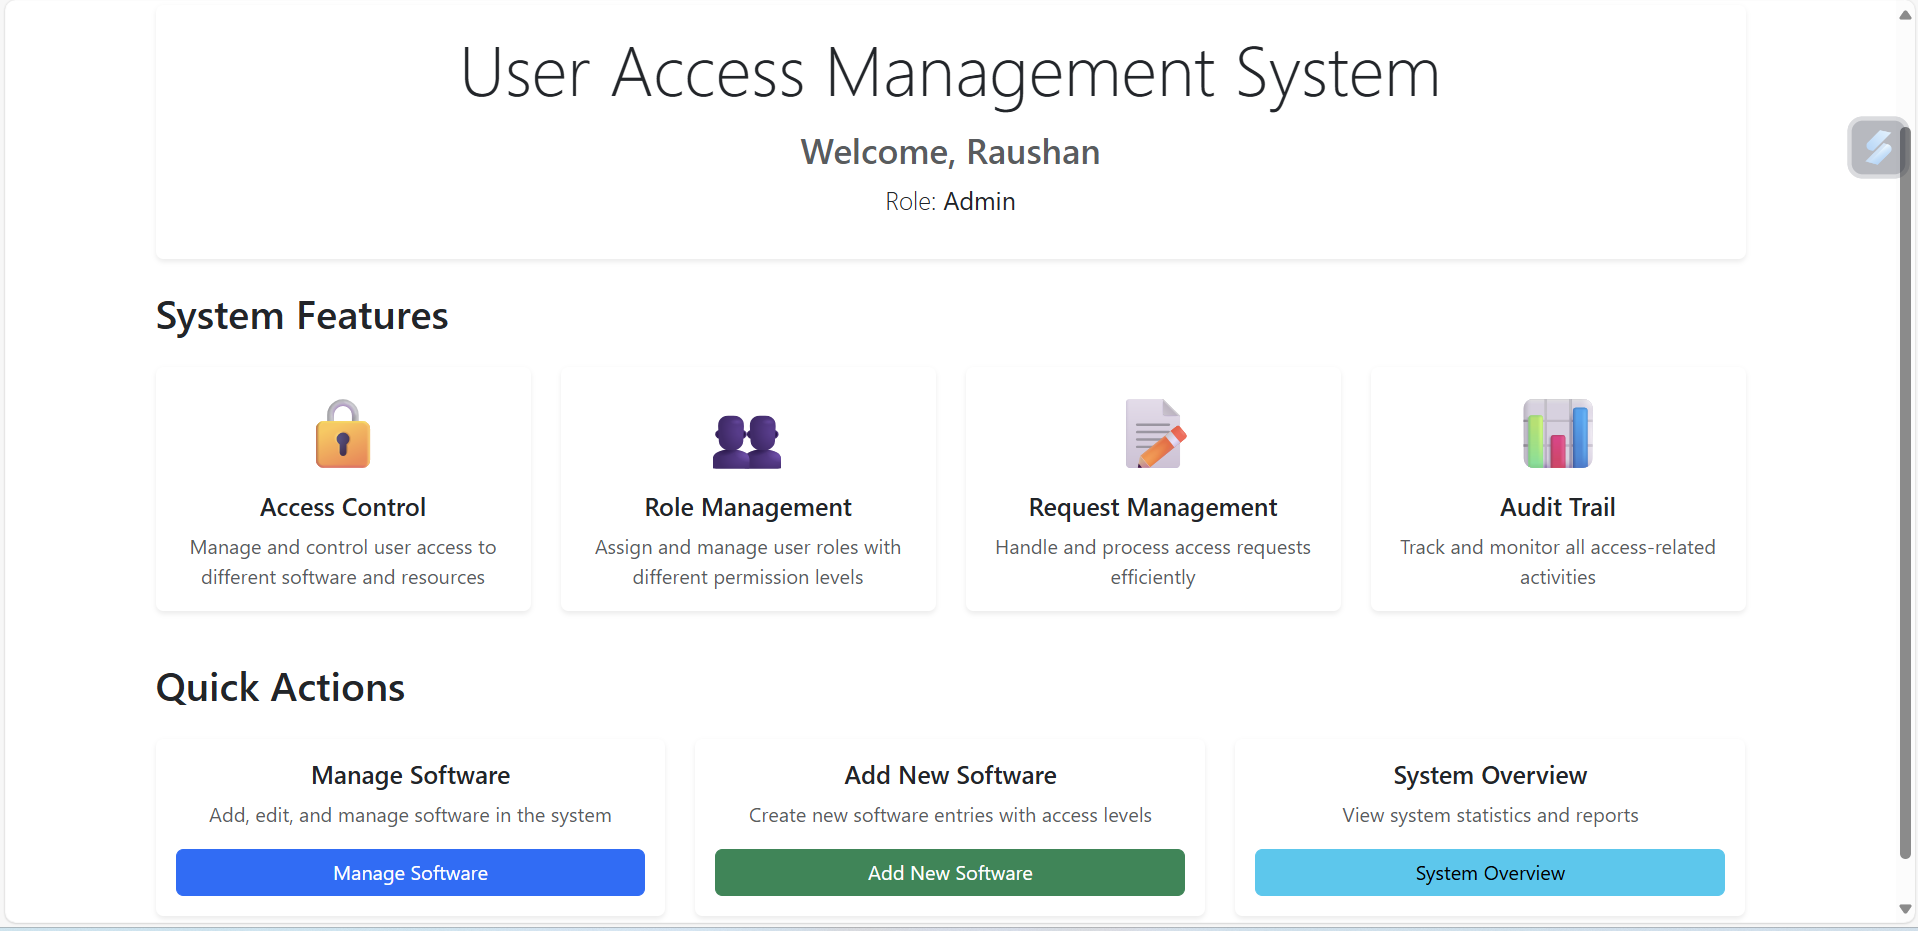 User Access Management System
Welcome, Raushan
Role: Admin
System Features
Access Control
Manage and control user access to
different software and resources
Role Management
Assign and manage user roles with
different permission levels
Request Management
Handle and process access requests
efficiently
Audit Trail
Track and monitor all access-related
activities
Quick Actions
Manage Software
Add, edit, and manage software in the system
Manage Software
Add New Software
Create new software entries with access levels
Add New Software
System Overview
View system statistics and reports
System Overview